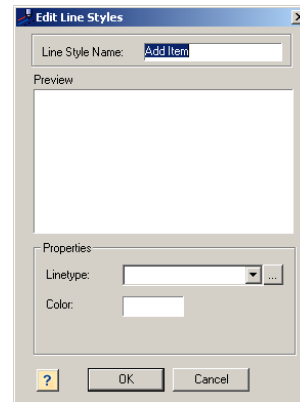 Edit Line Styles
Line Style Name: Add Item
Preview
Properties
Linetype: ...
Color:
? OK Cancel